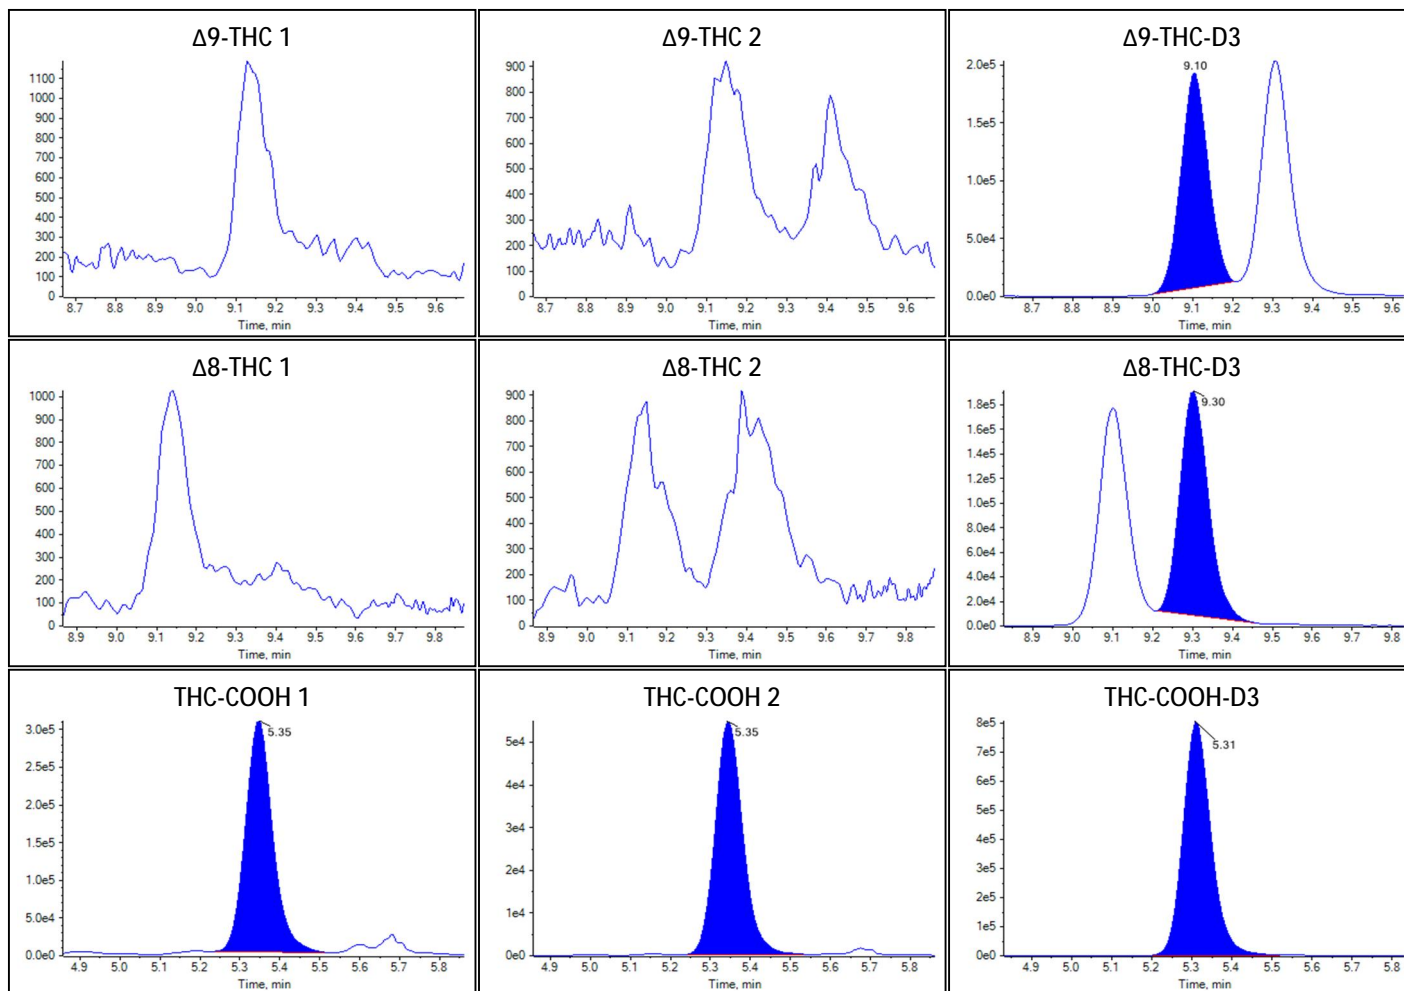 Δ9-THC 1
1100
1000
900
800
700
600
500
400
300
200
100
0
8.7 8.8 8.9 9.0 9.1 9.2 9.3 9.4 9.5 9.6
Time, min
Δ9-THC 2
900
800
700
600
500
400
300
200
100
0
8.7 8.8 8.9 9.0 9.1 9.2 9.3 9.4 9.5 9.6
Time, min
Δ9-THC-D3
9.10
2.0e5
1.5e5
1.0e5
5.0e4
0.0e0
8.7 8.8 8.9 9.0 9.1 9.2 9.3 9.4 9.5 9.6
Time, min
Δ8-THC 1
1000
900
800
700
600
500
400
300
200
100
0
8.9 9.0 9.1 9.2 9.3 9.4 9.5 9.6 9.7 9.8
Time, min
Δ8-THC 2
900
800
700
600
500
400
300
200
100
0
8.9 9.0 9.1 9.2 9.3 9.4 9.5 9.6 9.7 9.8
Time, min
Δ8-THC-D3
9.30
1.8e5
1.6e5
1.4e5
1.2e5
1.0e5
8.0e4
6.0e4
4.0e4
2.0e4
0.0e0
8.9 9.0 9.1 9.2 9.3 9.4 9.5 9.6 9.7 9.8
Time, min
THC-COOH 1
5.35
3.0e5
2.5e5
2.0e5
1.5e5
1.0e5
5.0e4
0.0e0
4.9 5.0 5.1 5.2 5.3 5.4 5.5 5.6 5.7 5.8
Time, min
THC-COOH 2
5.35
5e4
4e4
3e4
2e4
1e4
0e0
4.9 5.0 5.1 5.2 5.3 5.4 5.5 5.6 5.7 5.8
Time, min
THC-COOH-D3
5.31
8e5
7e5
6e5
5e5
4e5
3e5
2e5
1e5
0e0
4.9 5.0 5.1 5.2 5.3 5.4 5.5 5.6 5.7 5.8
Time, min